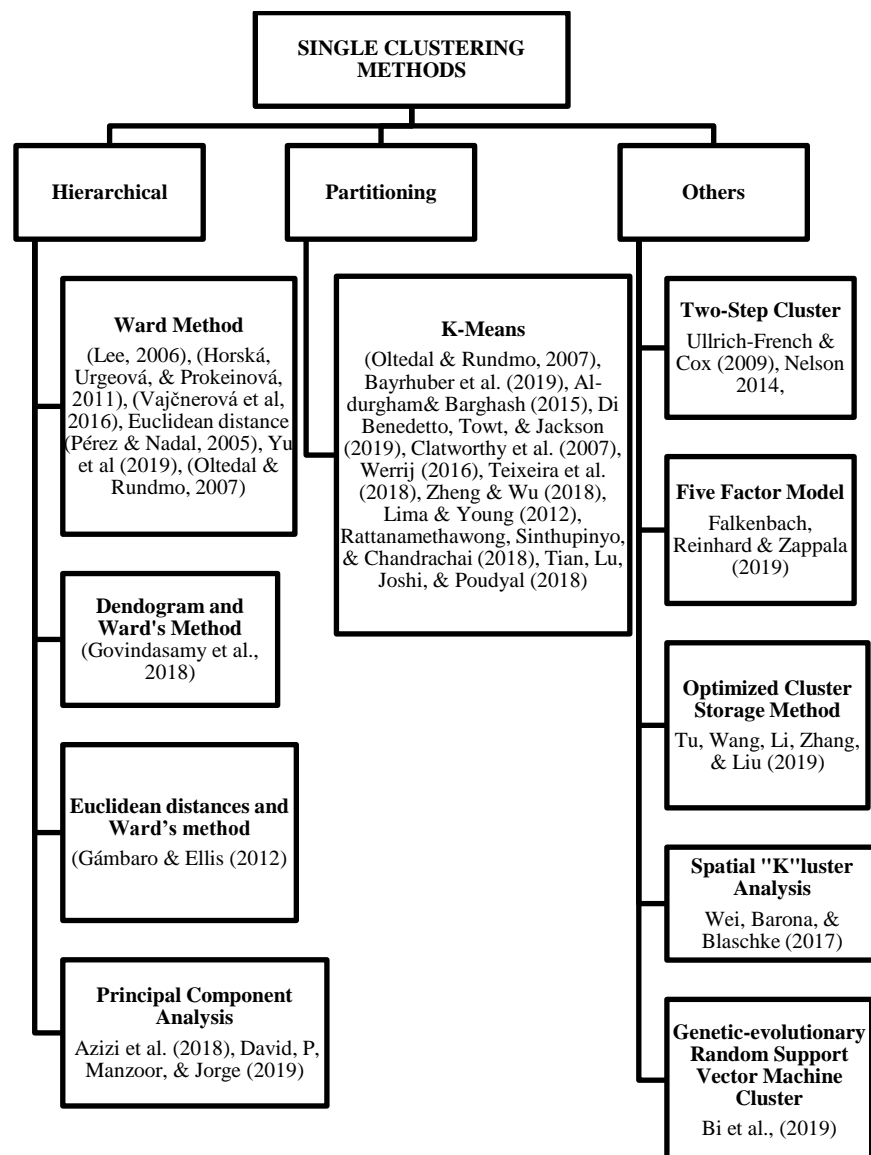 SINGLE CLUSTERING
METHODS
Hierarchical
Partitioning
Others
Ward Method
(Lee, 2006), (Horská,
Urgeová, & Prokeinová,
2011), (Vajčnerová et al,
2016), Euclidean distance
(Pérez & Nadal, 2005), Yu
et al (2019), (Oltedal &
Rundmo, 2007)
Dendogram and
Ward's Method
(Govindasamy et al.,
2018)
Euclidean distances and
Ward’s method
(Gámbaro & Ellis (2012)
Principal Component
Analysis
Azizi et al. (2018), David, P,
Manzoor, & Jorge (2019)
K-Means
(Oltedal & Rundmo, 2007),
Bayrhuber et al. (2019), Al-
durgham& Barghash (2015), Di
Benedetto, Towt, & Jackson
(2019), Clatworthy et al. (2007),
Werrij (2016), Teixeira et al.
(2018), Zheng & Wu (2018),
Lima & Young (2012),
Rattanamethawong, Sinthupinyo,
& Chandrachai (2018), Tian, Lu,
Joshi, & Poudyal (2018)
Two-Step Cluster
Ullrich-French &
Cox (2009), Nelson
2014,
Five Factor Model
Falkenbach,
Reinhard & Zappala
(2019)
Optimized Cluster
Storage Method
Tu, Wang, Li, Zhang,
& Liu (2019)
Spatial "K"luster
Analysis
Wei, Barona, &
Blaschke (2017)
Genetic-evolutionary
Random Support
Vector Machine
Cluster
Bi et al., (2019)